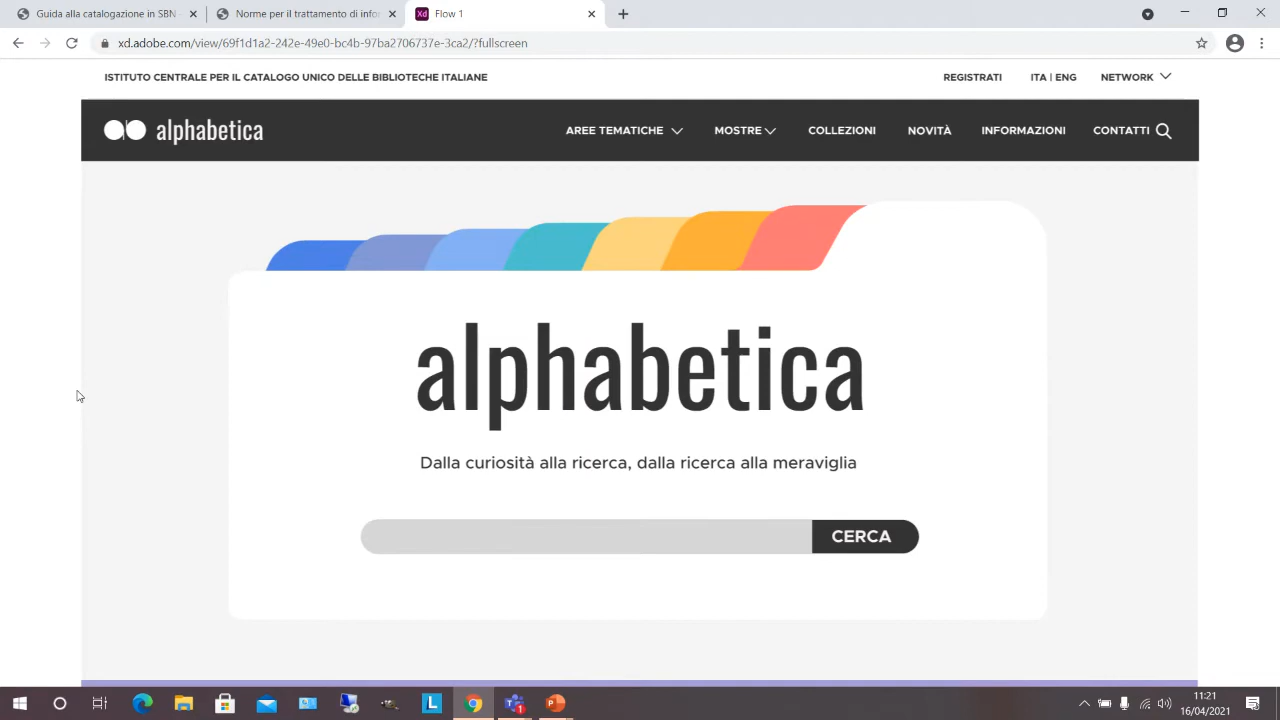 Guida alla catalogazione in SBN
Regole per il trattamento di info
Flow 1
xd.adobe.com/view/69f1d1a2-242e-49e0-bc4b-97ba2706737e-3ca2/?fullscreen
ISTITUTO CENTRALE PER IL CATALOGO UNICO DELLE BIBLIOTECHE ITALIANE
REGISTRATI
ITA | ENG
NETWORK
alphabetica
AREE TEMATICHE
MOSTRE
COLLEZIONI
NOVITÀ
INFORMAZIONI
CONTATTI
alphabetica
Dalla curiosità alla ricerca, dalla ricerca alla meraviglia
CERCA
11:21
16/04/2021